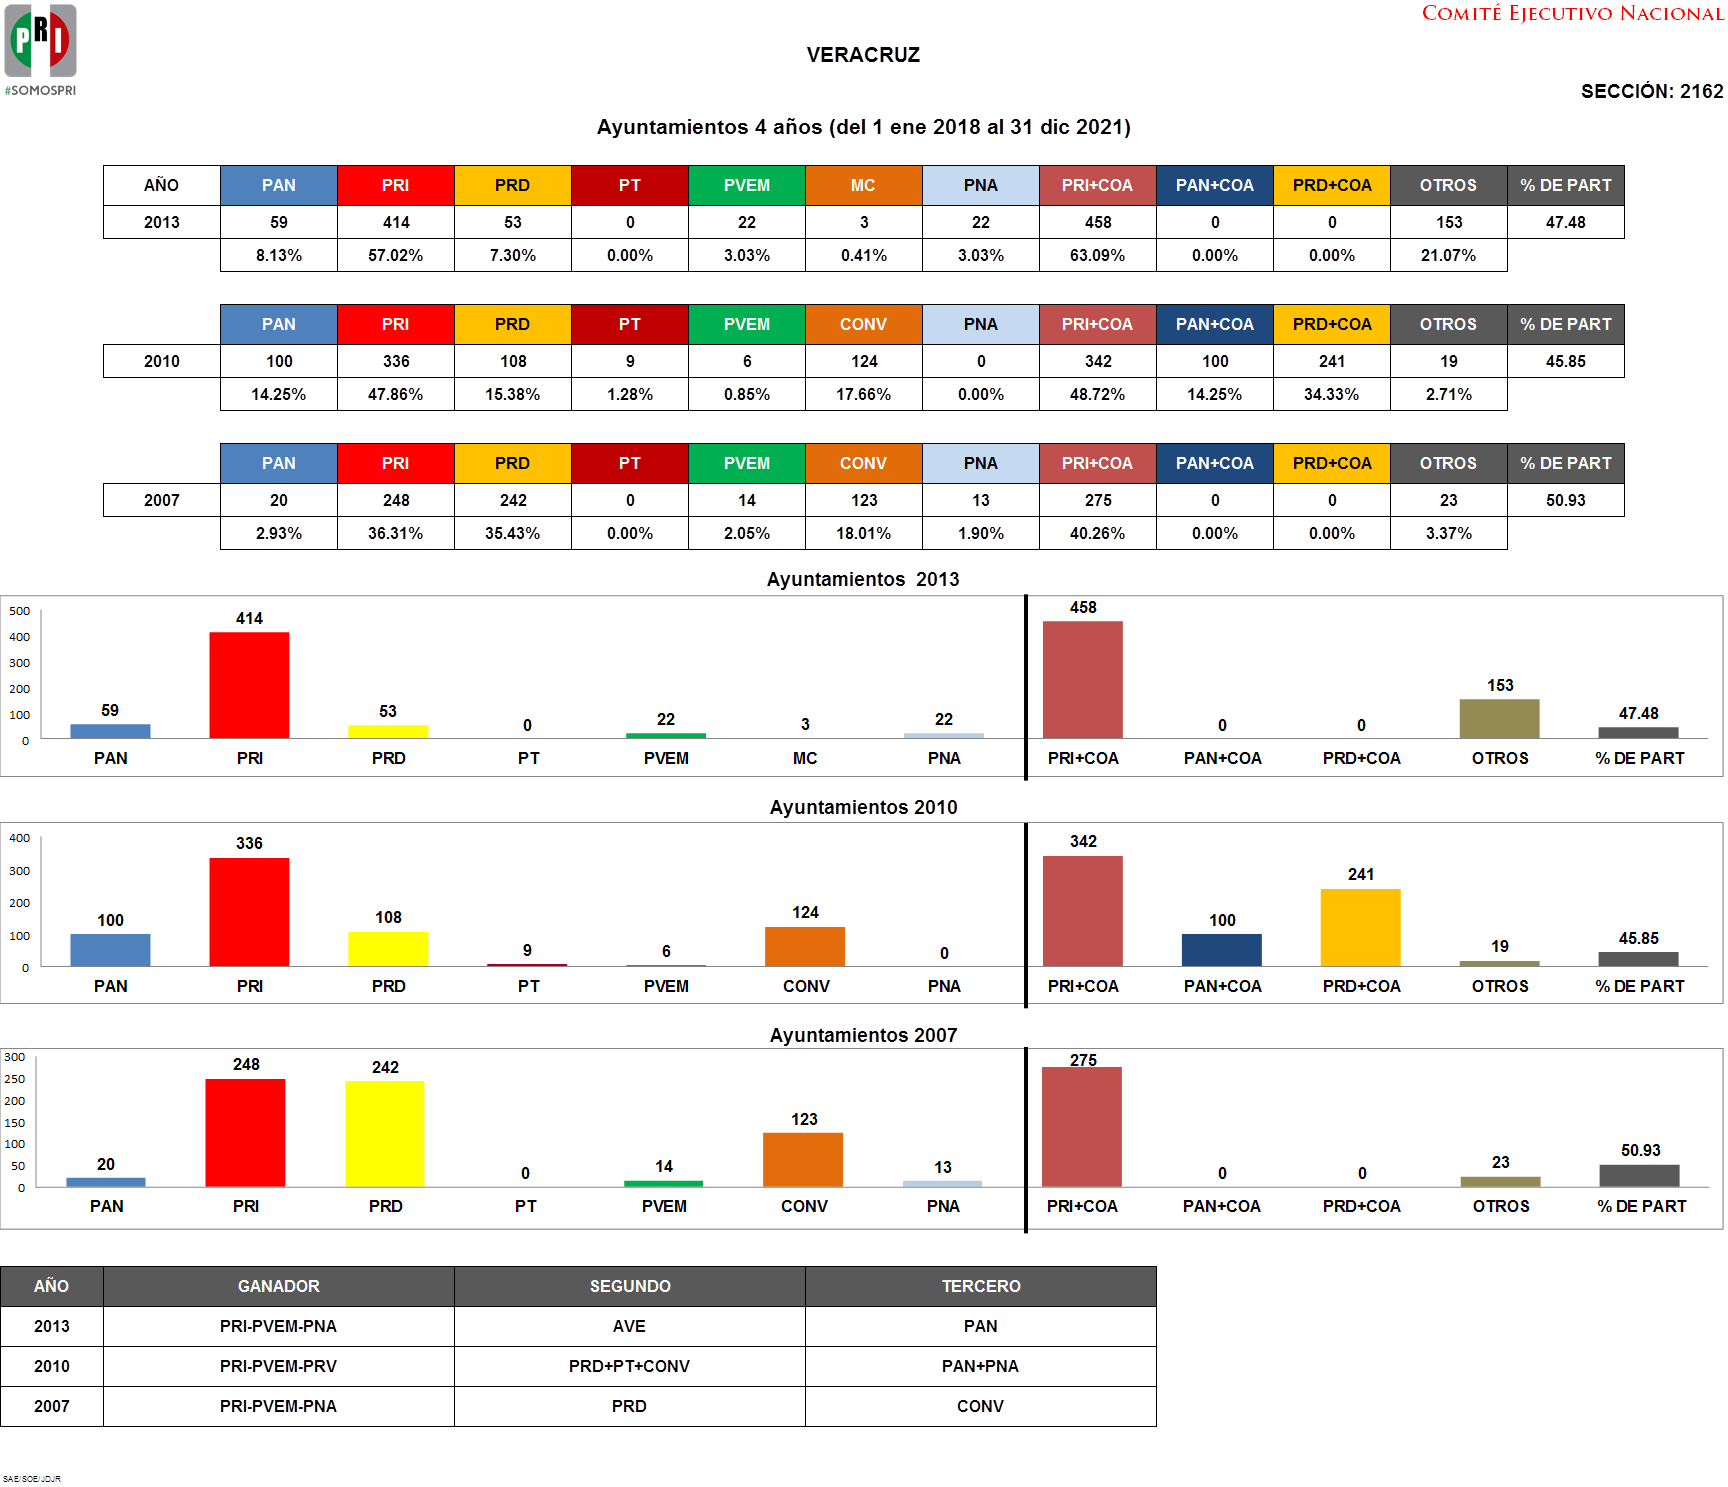 COMITÉ EJECUTIVO NACIONAL
PRI
#SOMOSPRI
VERACRUZ
SECCIÓN: 2162
Ayuntamientos 4 años (del 1 ene 2018 al 31 dic 2021)
AÑO PAN PRI PRD PT PVEM MC PNA PRI+COA PAN+COA PRD+COA OTROS % DE PART
2013 59 414 53 0 22 3 22 458 0 0 153 47.48
8.13% 57.02% 7.30% 0.00% 3.03% 0.41% 3.03% 63.09% 0.00% 0.00% 21.07%
PAN PRI PRD PT PVEM CONV PNA PRI+COA PAN+COA PRD+COA OTROS % DE PART
2010 100 336 108 9 6 124 0 342 100 241 19 45.85
14.25% 47.86% 15.38% 1.28% 0.85% 17.66% 0.00% 48.72% 14.25% 34.33% 2.71%
PAN PRI PRD PT PVEM CONV PNA PRI+COA PAN+COA PRD+COA OTROS % DE PART
2007 20 248 242 0 14 123 13 275 0 0 23 50.93
2.93% 36.31% 35.43% 0.00% 2.05% 18.01% 1.90% 40.26% 0.00% 0.00% 3.37%
Ayuntamientos 2013
500
400
300
200
100
0
59 414 53 0 22 3 22 458 0 0 153 47.48
PAN PRI PRD PT PVEM MC PNA PRI+COA PAN+COA PRD+COA OTROS % DE PART
Ayuntamientos 2010
400
300
200
100
0
100 336 108 9 6 124 0 342 100 241 19 45.85
PAN PRI PRD PT PVEM CONV PNA PRI+COA PAN+COA PRD+COA OTROS % DE PART
Ayuntamientos 2007
300
250
200
150
100
50
0
20 248 242 0 14 123 13 275 0 0 23 50.93
PAN PRI PRD PT PVEM CONV PNA PRI+COA PAN+COA PRD+COA OTROS % DE PART
AÑO GANADOR SEGUNDO TERCERO
2013 PRI-PVEM-PNA AVE PAN
2010 PRI-PVEM-PRV PRD+PT+CONV PAN+PNA
2007 PRI-PVEM-PNA PRD CONV
SAE/SOE/JDJR